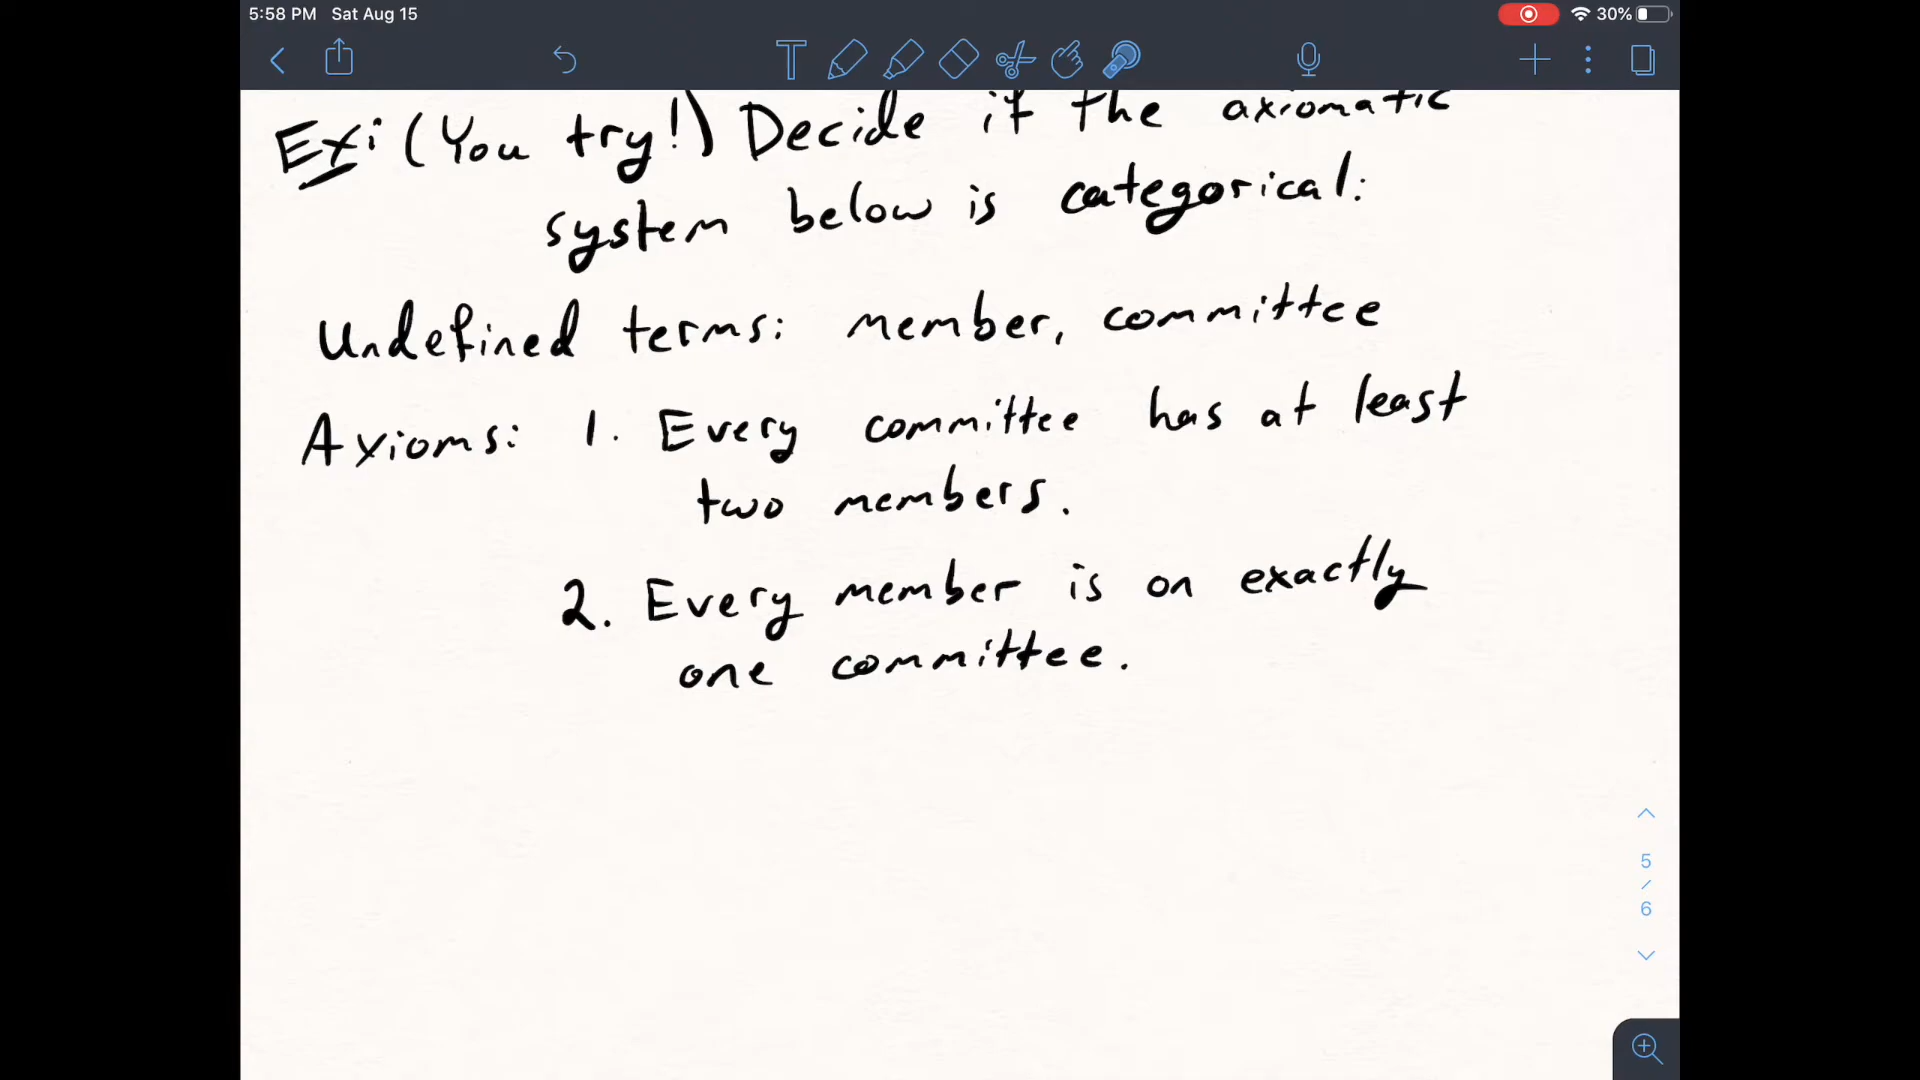 5:58 PM Sat Aug 15
30%
Ex: (You try!) Decide if the axiomatic
system below is categorical:
Undefined terms: member, committee
Axioms: 1. Every committee has at least
two members.
2. Every member is on exactly
one committee.
5
/
6